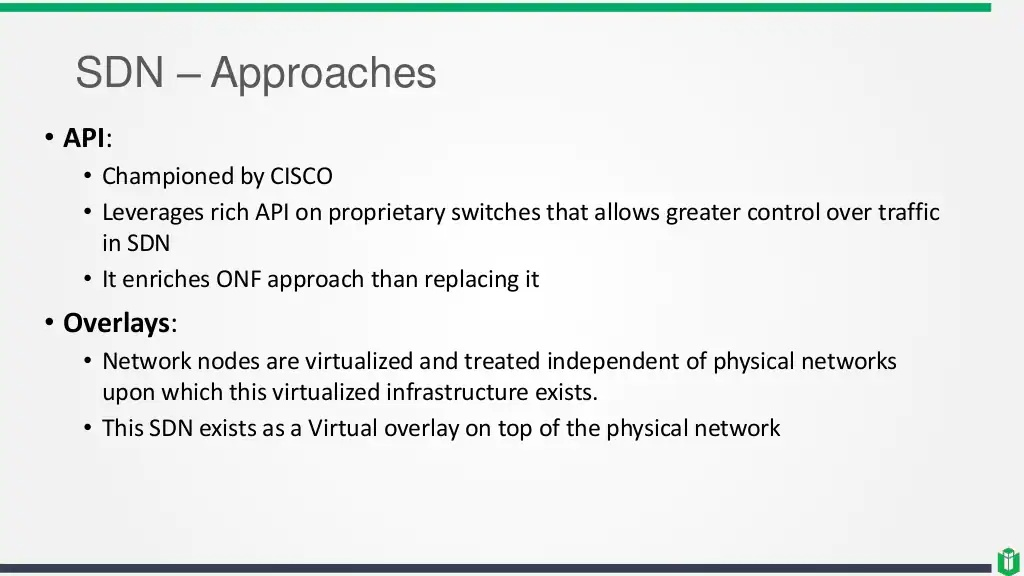 SDN – Approaches
• API:
• Championed by CISCO
• Leverages rich API on proprietary switches that allows greater control over traffic
in SDN
• It enriches ONF approach than replacing it
• Overlays:
• Network nodes are virtualized and treated independent of physical networks
upon which this virtualized infrastructure exists.
• This SDN exists as a Virtual overlay on top of the physical network